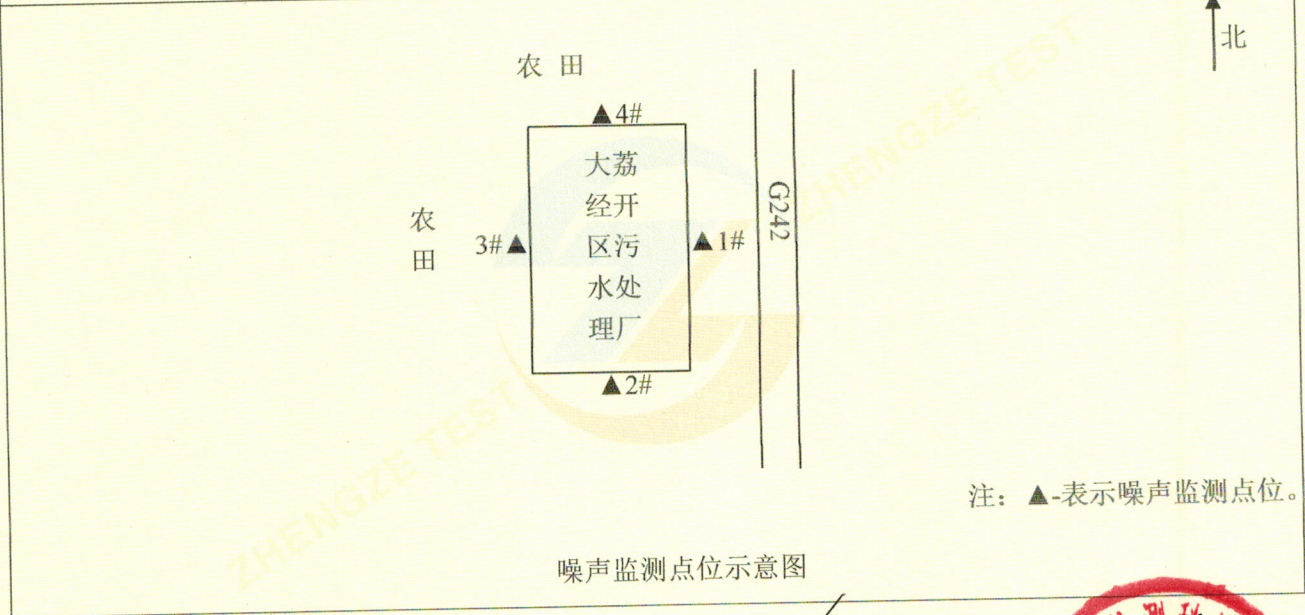 北
农 田
▲4#
大荔
经开
区污
水处
理厂
农
田
3#▲
▲1#
G242
▲2#
注：▲-表示噪声监测点位。
噪声监测点位示意图
ZHENGZE TEST
ZHENGZE TEST